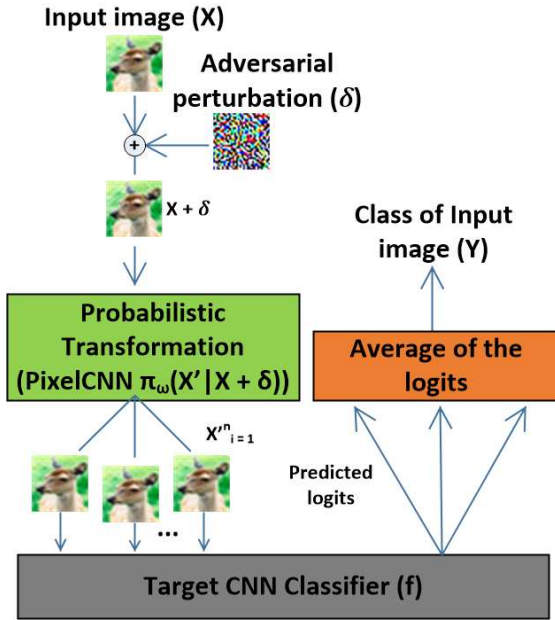 Input image (X)
Adversarial
perturbation (δ)
+
X + δ
Class of Input
image (Y)
Probabilistic
Transformation
(PixelCNN πω(X'|X + δ))
Average of the
logits
X'ⁿᵢ ₌ ₁
Predicted
logits
...
Target CNN Classifier (f)